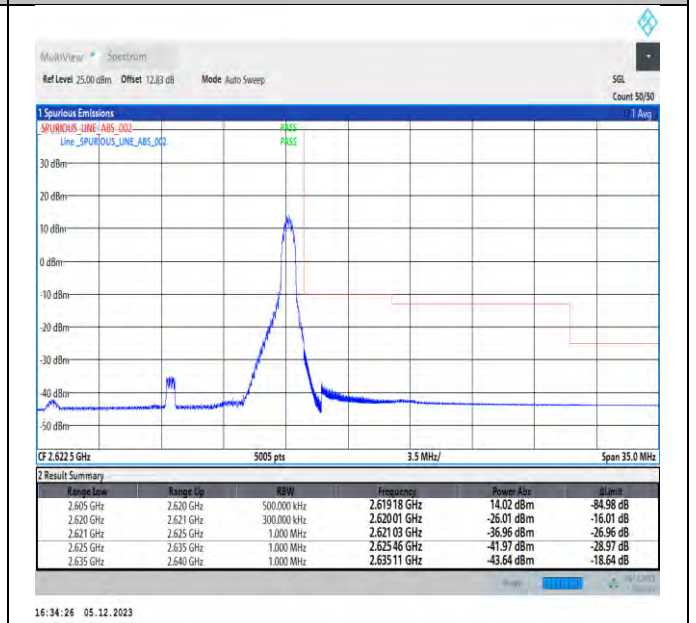 MultiView Spectrum
Ref Level 25.00 dBm Offset 12.83 dB Mode Auto Sweep SGL
Count 50/50
1 Spurious Emissions 1 Avg
SPURIOUS_LINE_ABS_002 PASS
Line _SPURIOUS_LINE_ABS_002 PASS
30 dBm
20 dBm
10 dBm
0 dBm
-10 dBm
-20 dBm
-30 dBm
-40 dBm
-50 dBm
CF 2.622 5 GHz 5005 pts 3.5 MHz/ Span 35.0 MHz
2 Result Summary
Range Low Range Up RBW Frequency Power Abs ΔLimit
2.605 GHz 2.620 GHz 500.000 kHz 2.619 18 GHz 14.02 dBm -84.98 dB
2.620 GHz 2.621 GHz 300.000 kHz 2.620 01 GHz -26.01 dBm -16.01 dB
2.621 GHz 2.625 GHz 1.000 MHz 2.621 03 GHz -36.96 dBm -26.96 dB
2.625 GHz 2.635 GHz 1.000 MHz 2.625 46 GHz -41.97 dBm -28.97 dB
2.635 GHz 2.640 GHz 1.000 MHz 2.635 11 GHz -43.64 dBm -18.64 dB
16:34:26 05.12.2023